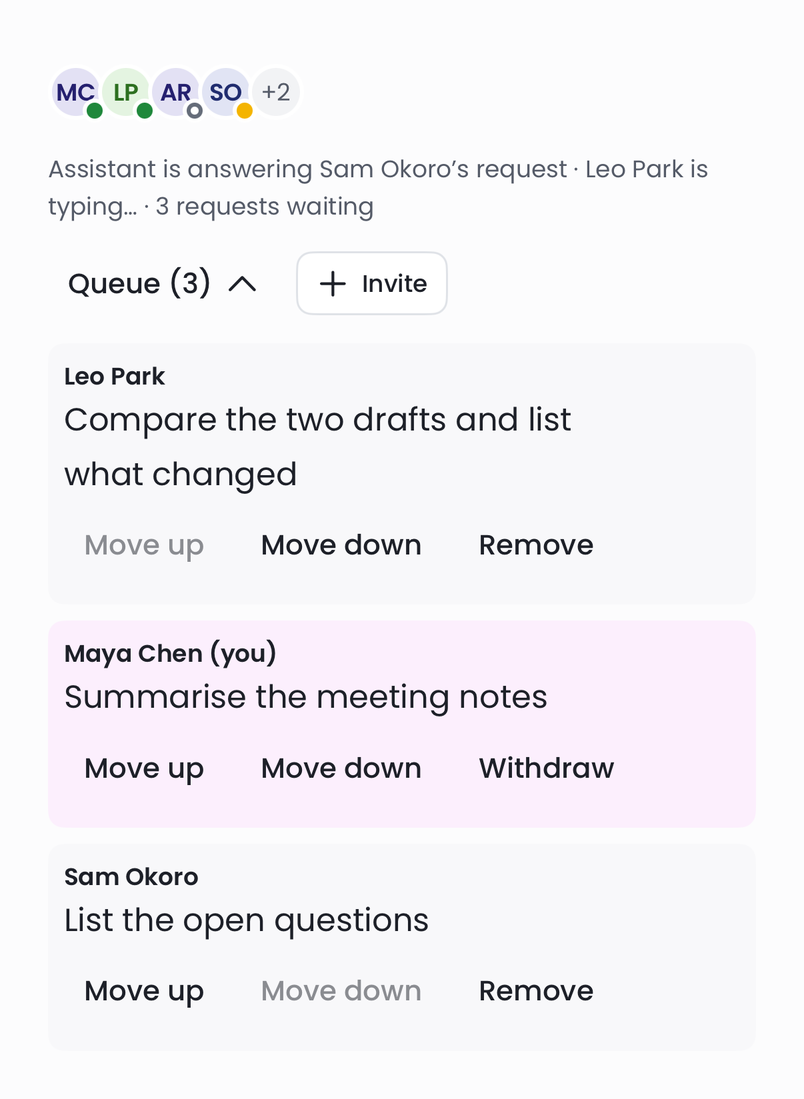 MC LP AR SO +2
Assistant is answering Sam Okoro’s request · Leo Park is
typing… · 3 requests waiting
Queue (3) Invite
Leo Park
Compare the two drafts and list
what changed
Move up Move down Remove
Maya Chen (you)
Summarise the meeting notes
Move up Move down Withdraw
Sam Okoro
List the open questions
Move up Move down Remove